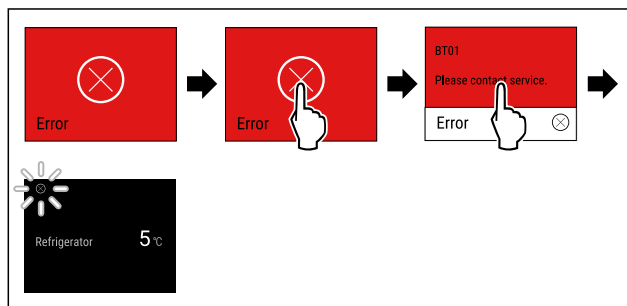 Error
Error
BT01
Please contact service.
Error
Refrigerator 5 °C